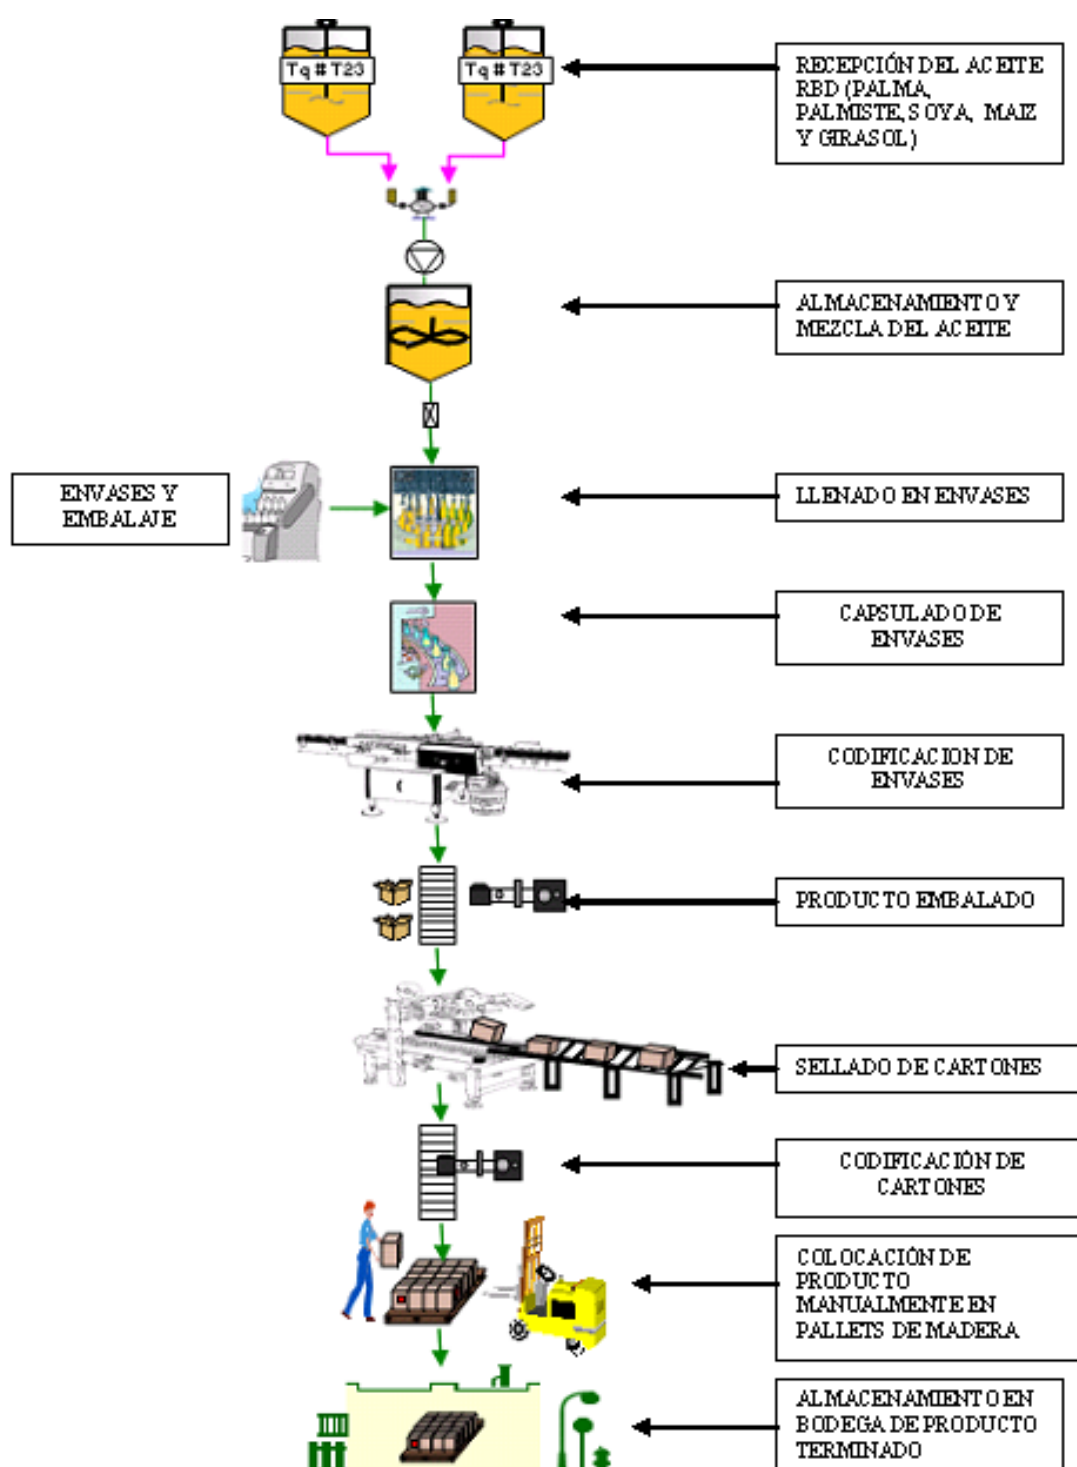 Tq # T23
Tq # T23
RECEPCIÓN DEL ACEITE
RBD (PALMA,
PALMISTE, SOYA, MAIZ
Y GIRASOL)
ALMACENAMIENTO Y
MEZCLA DEL ACEITE
ENVASES Y
EMBALAJE
LLENADO EN ENVASES
CAPSULADO DE
ENVASES
CODIFICACION DE
ENVASES
PRODUCTO EMBALADO
SELLADO DE CARTONES
CODIFICACIÓN DE
CARTONES
COLOCACIÓN DE
PRODUCTO
MANUALMENTE EN
PALLETS DE MADERA
ALMACENAMIENTO EN
BODEGA DE PRODUCTO
TERMINADO